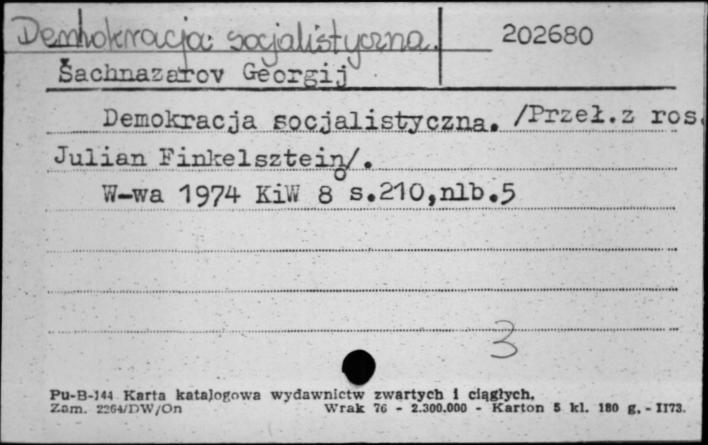 Demokracja socjalistyczna. 202680
Šachnazarov Georgij
Demokracja socjalistyczna. /Przeł.z ros.
Julian Finkelsztein/.
W-wa 1974 KiW 8° s.210,nlb.5
3
Pu-B-144 Karta katalogowa wydawnictw zwartych i ciągłych.
Zam. 2264/DW/On Wrak 76 - 2.300.000 - Karton 5 kl. 180 g. - II73.